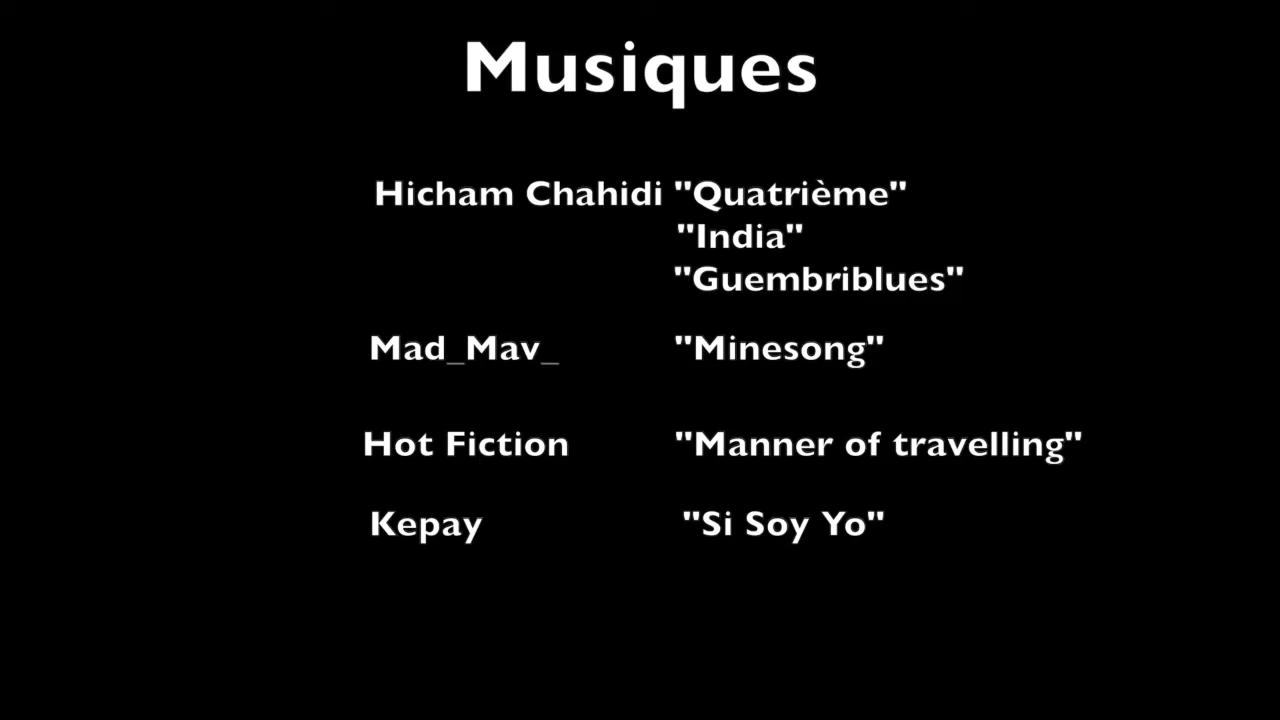 Musiques
Hicham Chahidi "Quatrième"
"India"
"Guembriblues"
Mad_Mav_ "Minesong"
Hot Fiction "Manner of travelling"
Kepay "Si Soy Yo"